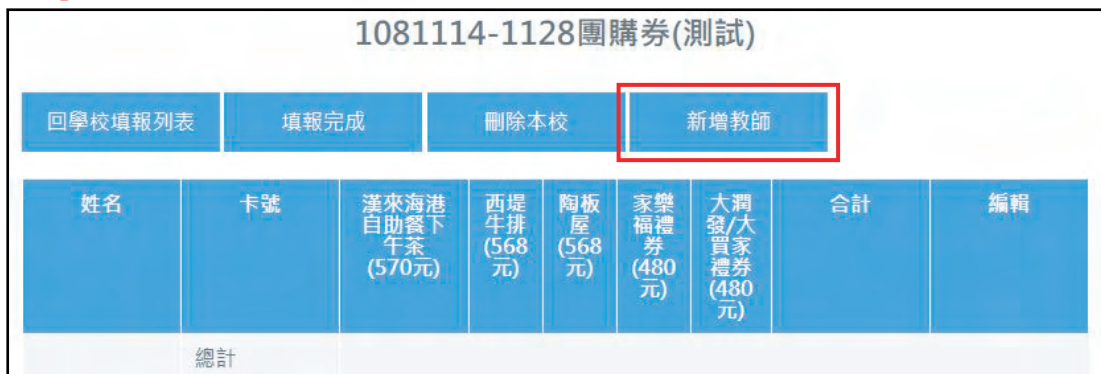 1081114-1128團購券(測試)
回學校填報列表
填報完成
刪除本校
新增教師
姓名
卡號
漢來海港
自助餐下
午茶
(570元)
西堤
牛排
(568
元)
陶板
屋
(568
元)
家樂
福禮
券
(480
元)
大潤
發/大
買家
禮券
(480
元)
合計
編輯
總計